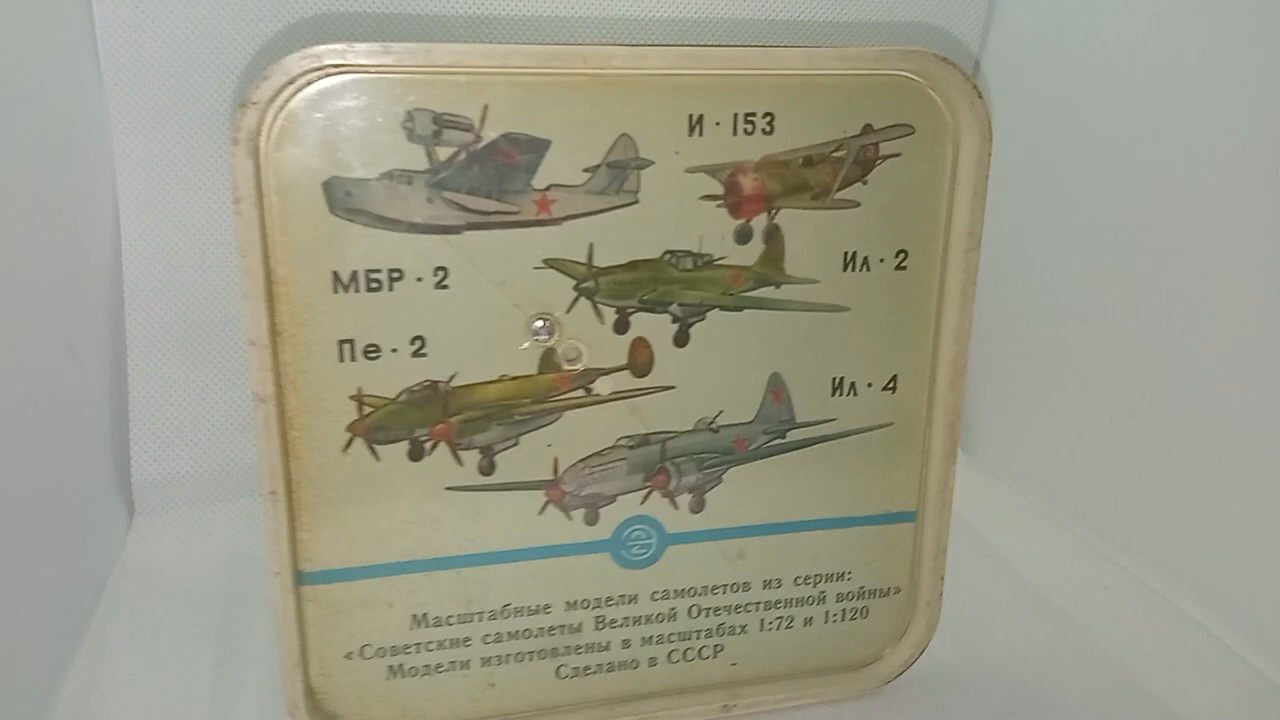 И·153
МБР·2
Ил·2
Пе·2
Ил·4
Масштабные модели самолетов из серии:
«Советские самолеты Великой Отечественной войны»
Модели изготовлены в масштабах 1:72 и 1:120
Сделано в СССР